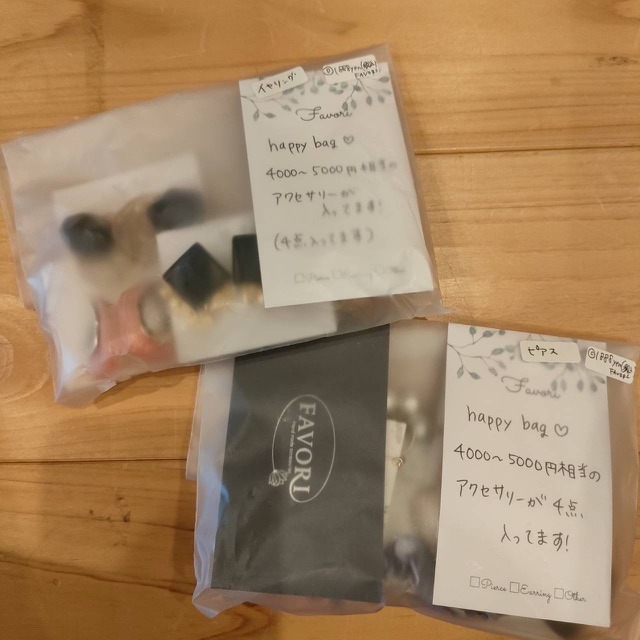 イヤリング
Favori
happy bag ♡
4000～5000円相当の
アクセサリーが
入ってます!
(4点入ってます)
□Pierce □Earring □Other
ピアス
Favori
happy bag ♡
4000～5000円相当の
アクセサリーが4点
入ってます!
□Pierce □Earring □Other
FAVORI